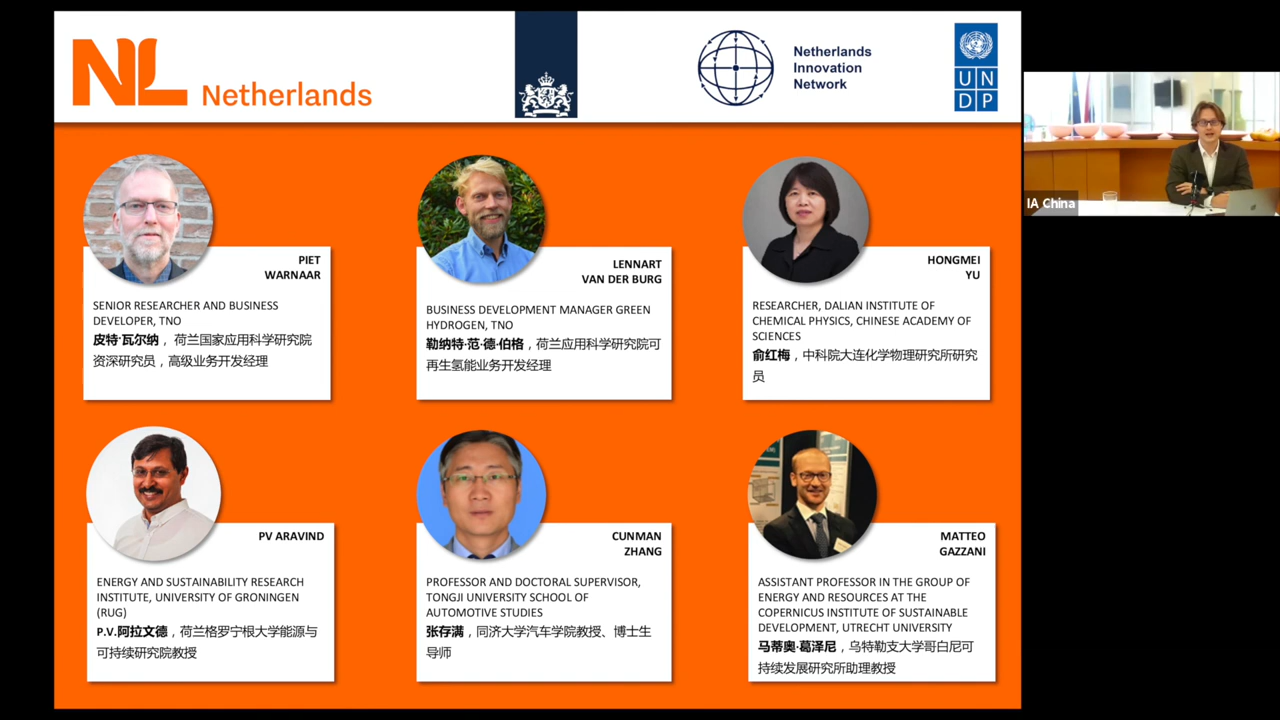 NL Netherlands
Netherlands
Innovation
Network
UN
DP
IA China
PIET
WARNAAR
SENIOR RESEARCHER AND BUSINESS
DEVELOPER, TNO
皮特·瓦尔纳，荷兰国家应用科学研究院
资深研究员，高级业务开发经理
LENNART
VAN DER BURG
BUSINESS DEVELOPMENT MANAGER GREEN
HYDROGEN, TNO
勒纳特·范·德·伯格，荷兰应用科学研究院可
再生氢能业务开发经理
HONGMEI
YU
RESEARCHER, DALIAN INSTITUTE OF
CHEMICAL PHYSICS, CHINESE ACADEMY OF
SCIENCES
俞红梅，中科院大连化学物理研究所研究
员
PV ARAVIND
ENERGY AND SUSTAINABILITY RESEARCH
INSTITUTE, UNIVERSITY OF GRONINGEN
(RUG)
P.V.阿拉文德，荷兰格罗宁根大学能源与
可持续研究院教授
CUNMAN
ZHANG
PROFESSOR AND DOCTORAL SUPERVISOR,
TONGJI UNIVERSITY SCHOOL OF
AUTOMOTIVE STUDIES
张存满，同济大学汽车学院教授、博士生
导师
MATTEO
GAZZANI
ASSISTANT PROFESSOR IN THE GROUP OF
ENERGY AND RESOURCES AT THE
COPERNICUS INSTITUTE OF SUSTAINABLE
DEVELOPMENT, UTRECHT UNIVERSITY
马蒂奥·葛泽尼，乌特勒支大学哥白尼可
持续发展研究所助理教授